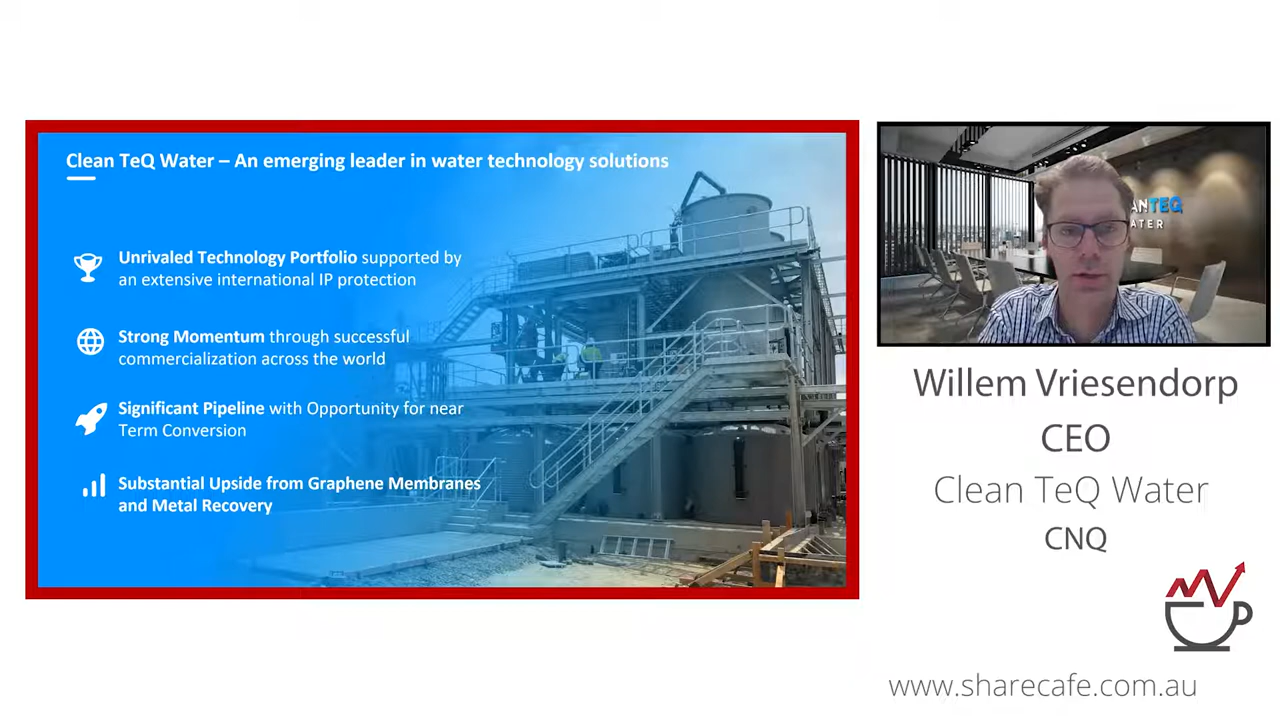 Clean TeQ Water – An emerging leader in water technology solutions
Unrivaled Technology Portfolio supported by
an extensive international IP protection
Strong Momentum through successful
commercialization across the world
Significant Pipeline with Opportunity for near
Term Conversion
Substantial Upside from Graphene Membranes
and Metal Recovery
ANTEQ
ATER
Willem Vriesendorp
CEO
Clean TeQ Water
CNQ
www.sharecafe.com.au